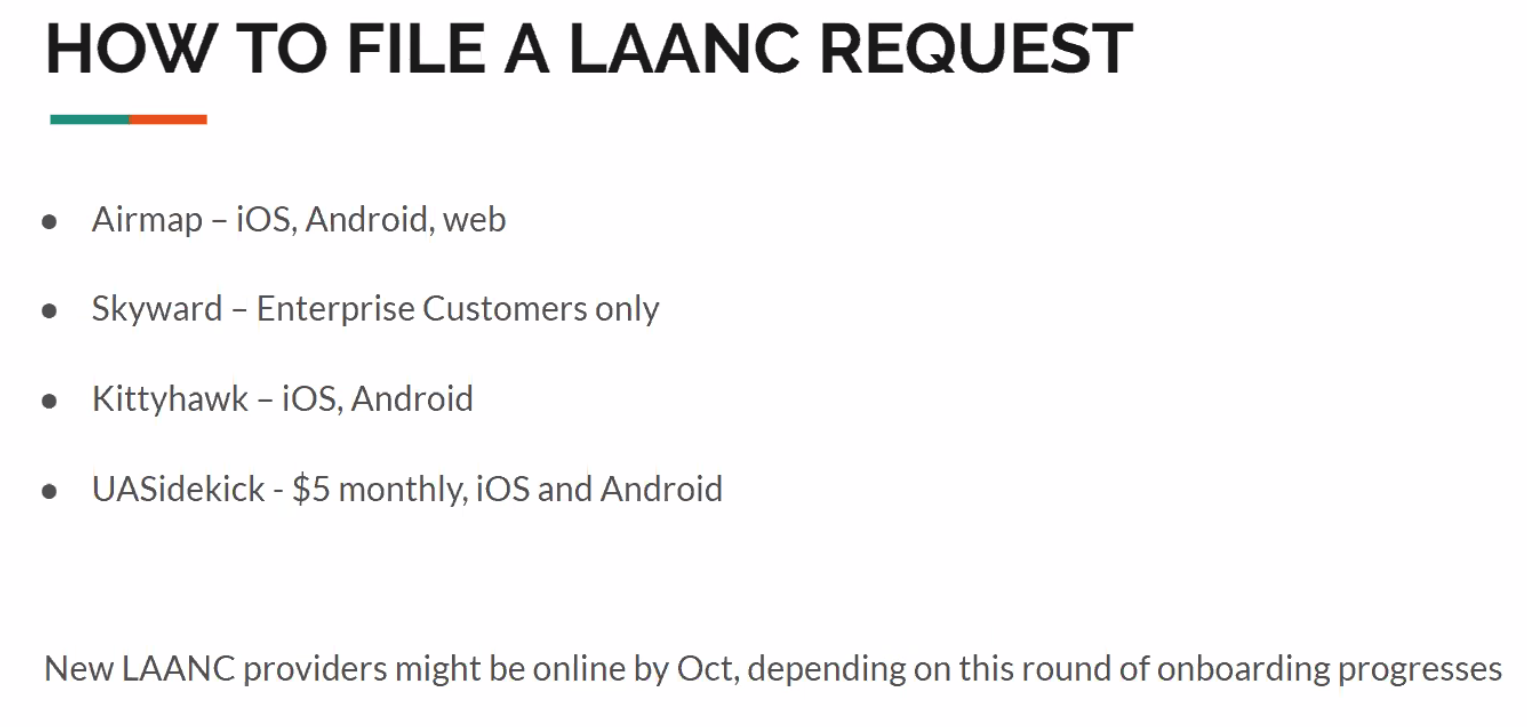 HOW TO FILE A LAANC REQUEST
● Airmap – iOS, Android, web
● Skyward – Enterprise Customers only
● Kittyhawk – iOS, Android
● UASidekick - $5 monthly, iOS and Android
New LAANC providers might be online by Oct, depending on this round of onboarding progresses